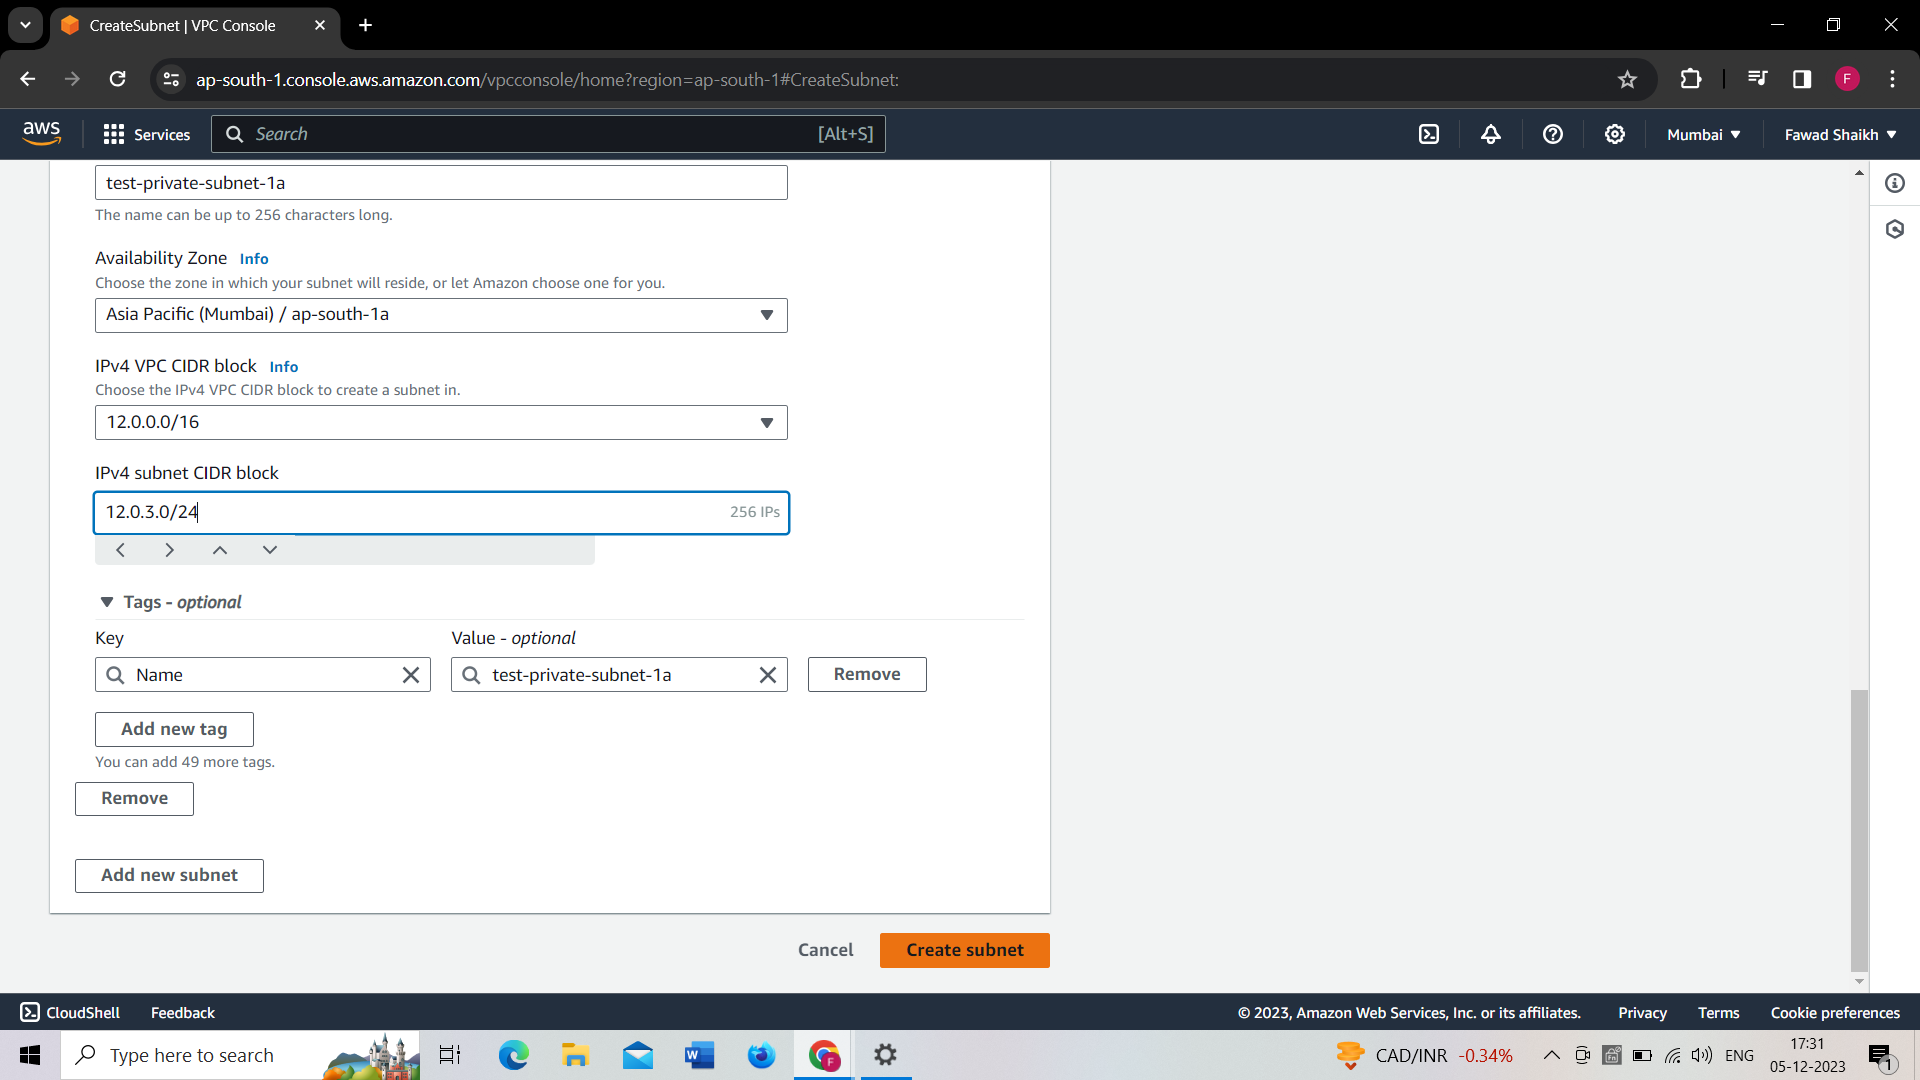 CreateSubnet | VPC Console
ap-south-1.console.aws.amazon.com/vpcconsole/home?region=ap-south-1#CreateSubnet:
F
aws
Services
Search
[Alt+S]
Mumbai
Fawad Shaikh
test-private-subnet-1a
The name can be up to 256 characters long.
Availability Zone Info
Choose the zone in which your subnet will reside, or let Amazon choose one for you.
Asia Pacific (Mumbai) / ap-south-1a
IPv4 VPC CIDR block Info
Choose the IPv4 VPC CIDR block to create a subnet in.
12.0.0.0/16
IPv4 subnet CIDR block
12.0.3.0/24 256 IPs
Tags - optional
Key Value - optional
Name test-private-subnet-1a Remove
Add new tag
You can add 49 more tags.
Remove
Add new subnet
Cancel Create subnet
CloudShell Feedback © 2023, Amazon Web Services, Inc. or its affiliates. Privacy Terms Cookie preferences
Type here to search
W
F
CAD/INR -0.34%
ENG
17:31
05-12-2023
1